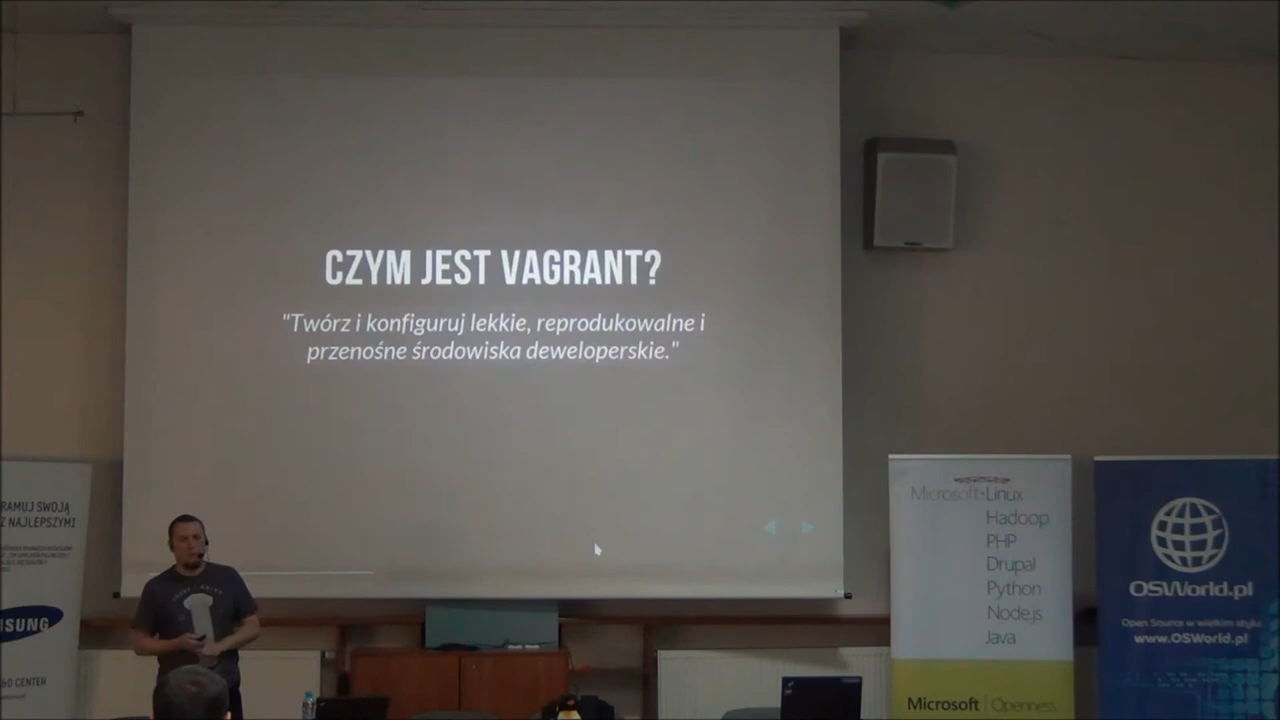 CZYM JEST VAGRANT?
"Twórz i konfiguruj lekkie, reprodukowalne i
przenośne środowiska deweloperskie."
RAMUJ SWOJĄ
Z NAJLEPSZYMI
SUNG
CENTER
Microsoft+Linux
Hadoop
PHP
Drupal
Python
Node.js
Java
Microsoft | Openness
OSWorld.pl
Open Source w wielkim stylu
www.OSWorld.pl